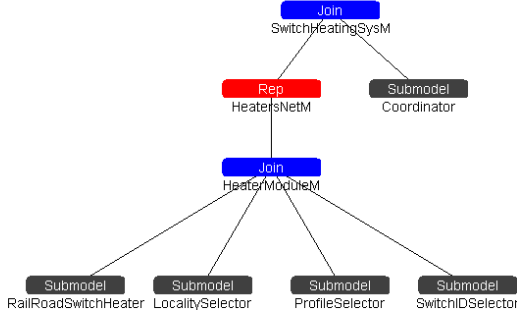 Join
SwitchHeatingSysM
Rep
HeatersNetM
Submodel
Coordinator
Join
HeaterModuleM
Submodel
RailRoadSwitchHeater
Submodel
LocalitySelector
Submodel
ProfileSelector
Submodel
SwitchIDSelector